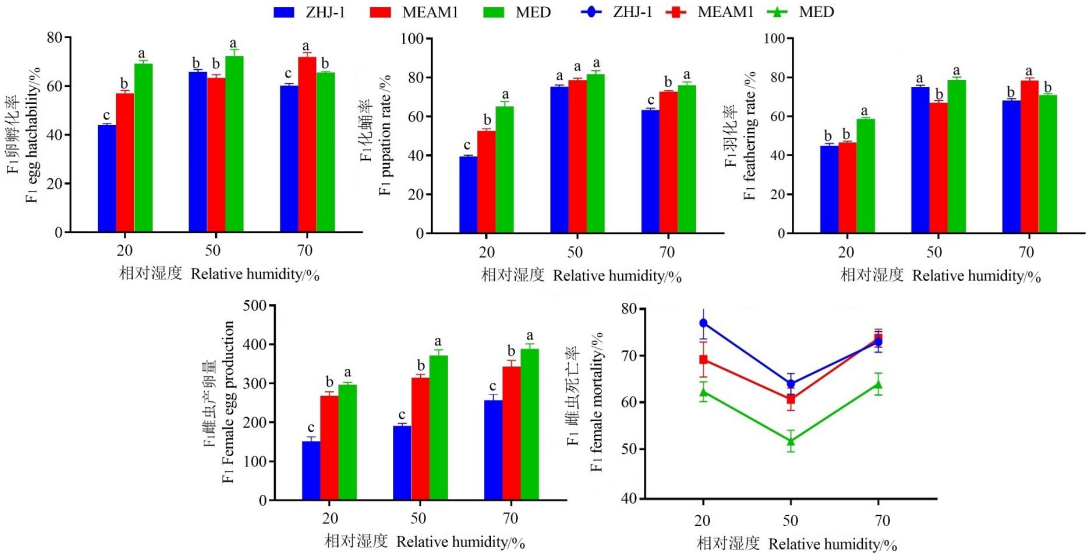 ZHJ-1 MEAM1 MED ZHJ-1 MEAM1 MED
F1卵孵化率
F1 egg hatchability/%
80
60
40
20
0
c b a
b b a
c a b
20 50 70
相对湿度 Relative humidity/%
F1化蛹率
F1 pupation rate /%
100
80
60
40
20
0
c b a
a a a
c b a
20 50 70
相对湿度 Relative humidity/%
F1羽化率
F1 feathering rate /%
100
80
60
40
20
0
b b a
a b a
b a b
20 50 70
相对湿度 Relative humidity/%
F1雌虫产卵量
F1 Female egg production
500
400
300
200
100
0
c b a
c b a
c b a
20 50 70
相对湿度 Relative humidity/%
F1 雌虫死亡率
F1 female mortality/%
80
70
60
50
40
20 50 70
相对湿度 Relative humidity/%